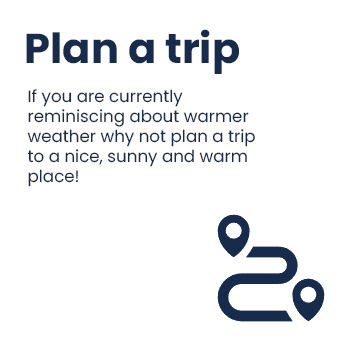 Plan a trip
If you are currently
reminiscing about warmer
weather why not plan a trip
to a nice, sunny and warm
place!